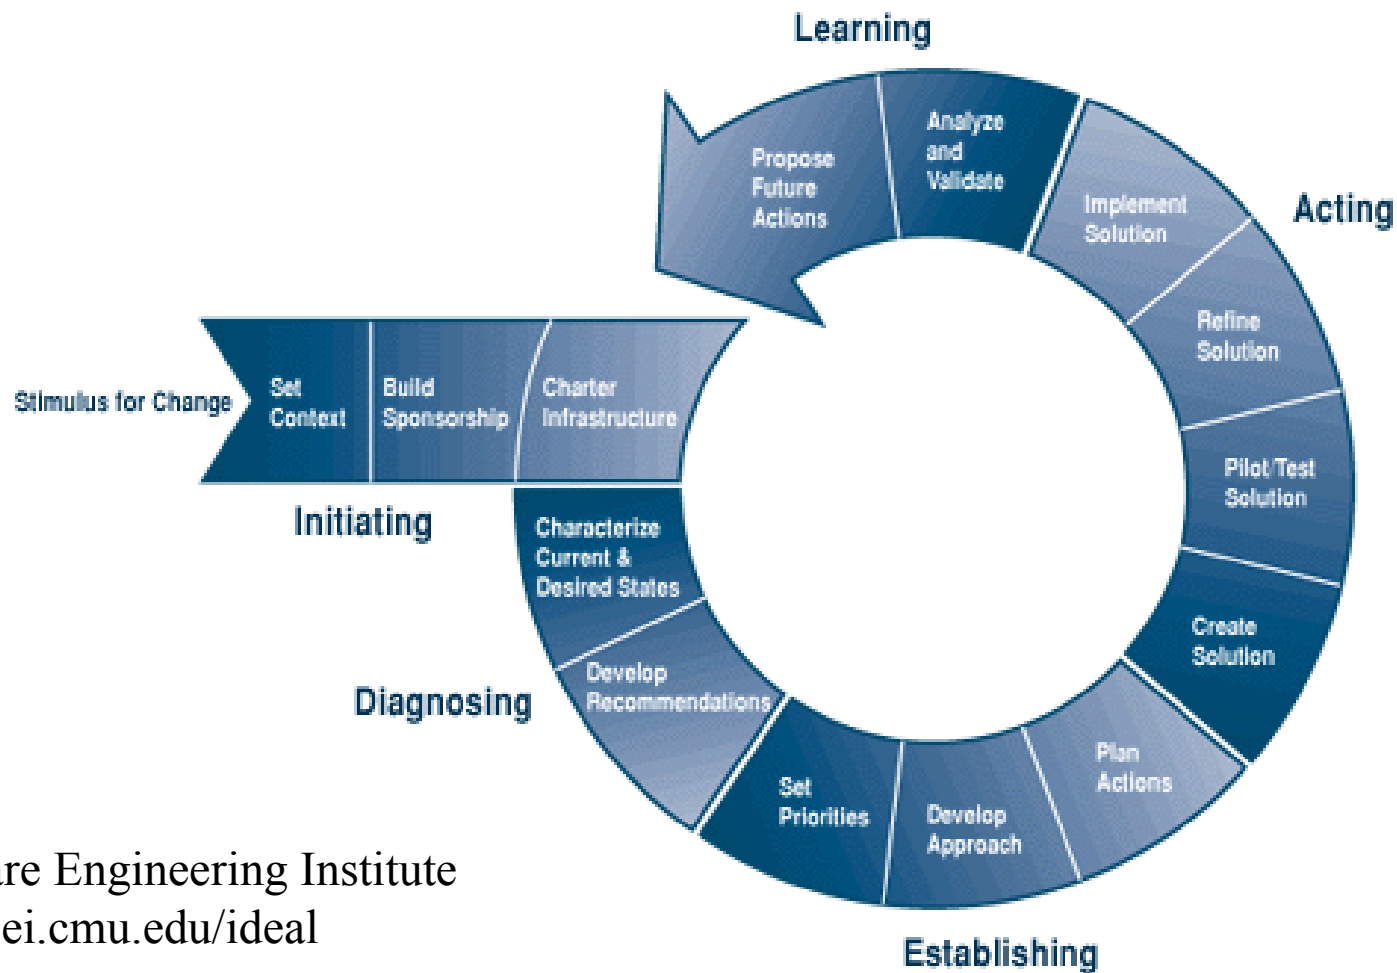 Learning
Analyze
and
Validate
Propose
Future
Actions
Implement
Solution
Acting
Refine
Solution
Pilot/Test
Solution
Create
Solution
Stimulus for Change
Set
Context
Build
Sponsorship
Charter
Infrastructure
Initiating
Characterize
Current &
Desired States
Develop
Recommendations
Diagnosing
Set
Priorities
Develop
Approach
Plan
Actions
Establishing
are Engineering Institute
ei.cmu.edu/ideal